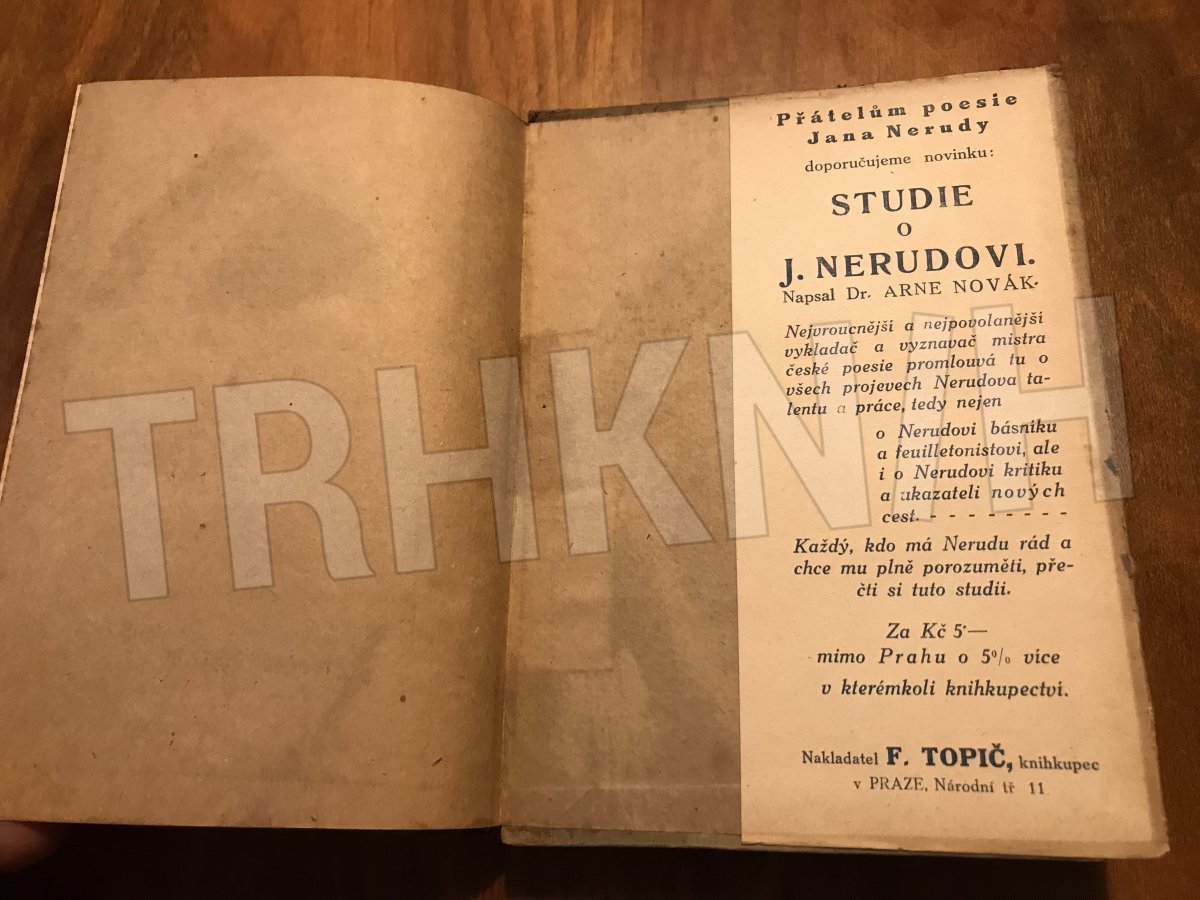 Přátelům poesie
Jana Nerudy
doporučujeme novinku:
STUDIE
O
J. NERUDOVI.
Napsal Dr. ARNE NOVÁK.
Nejvroucnější a nejpovolanější
vykladač a vyznavač mistra
české poesie promlouvá tu o
všech projevech Nerudova ta-
lentu a práce, tedy nejen
o Nerudovi básníku
a feuilletonistovi, ale
i o Nerudovi kritiku
a ukazateli nových
cest. - - - - - - - -
Každý, kdo má Nerudu rád a
chce mu plně porozuměti, pře-
čti si tuto studii.
Za Kč 5·—
mimo Prahu o 5% více
v kterémkoli knihkupectví.
Nakladatel F. TOPIČ, knihkupec
v PRAZE, Národní tř 11
TRHKNIH